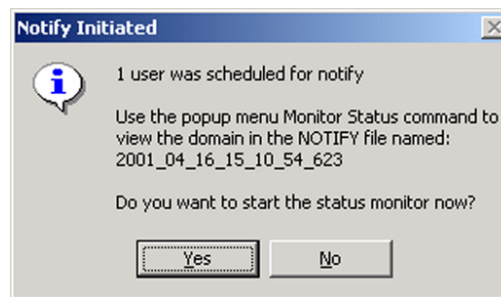 Notify Initiated
1 user was scheduled for notify
Use the popup menu Monitor Status command to
view the domain in the NOTIFY file named:
2001_04_16_15_10_54_623
Do you want to start the status monitor now?
Yes
No